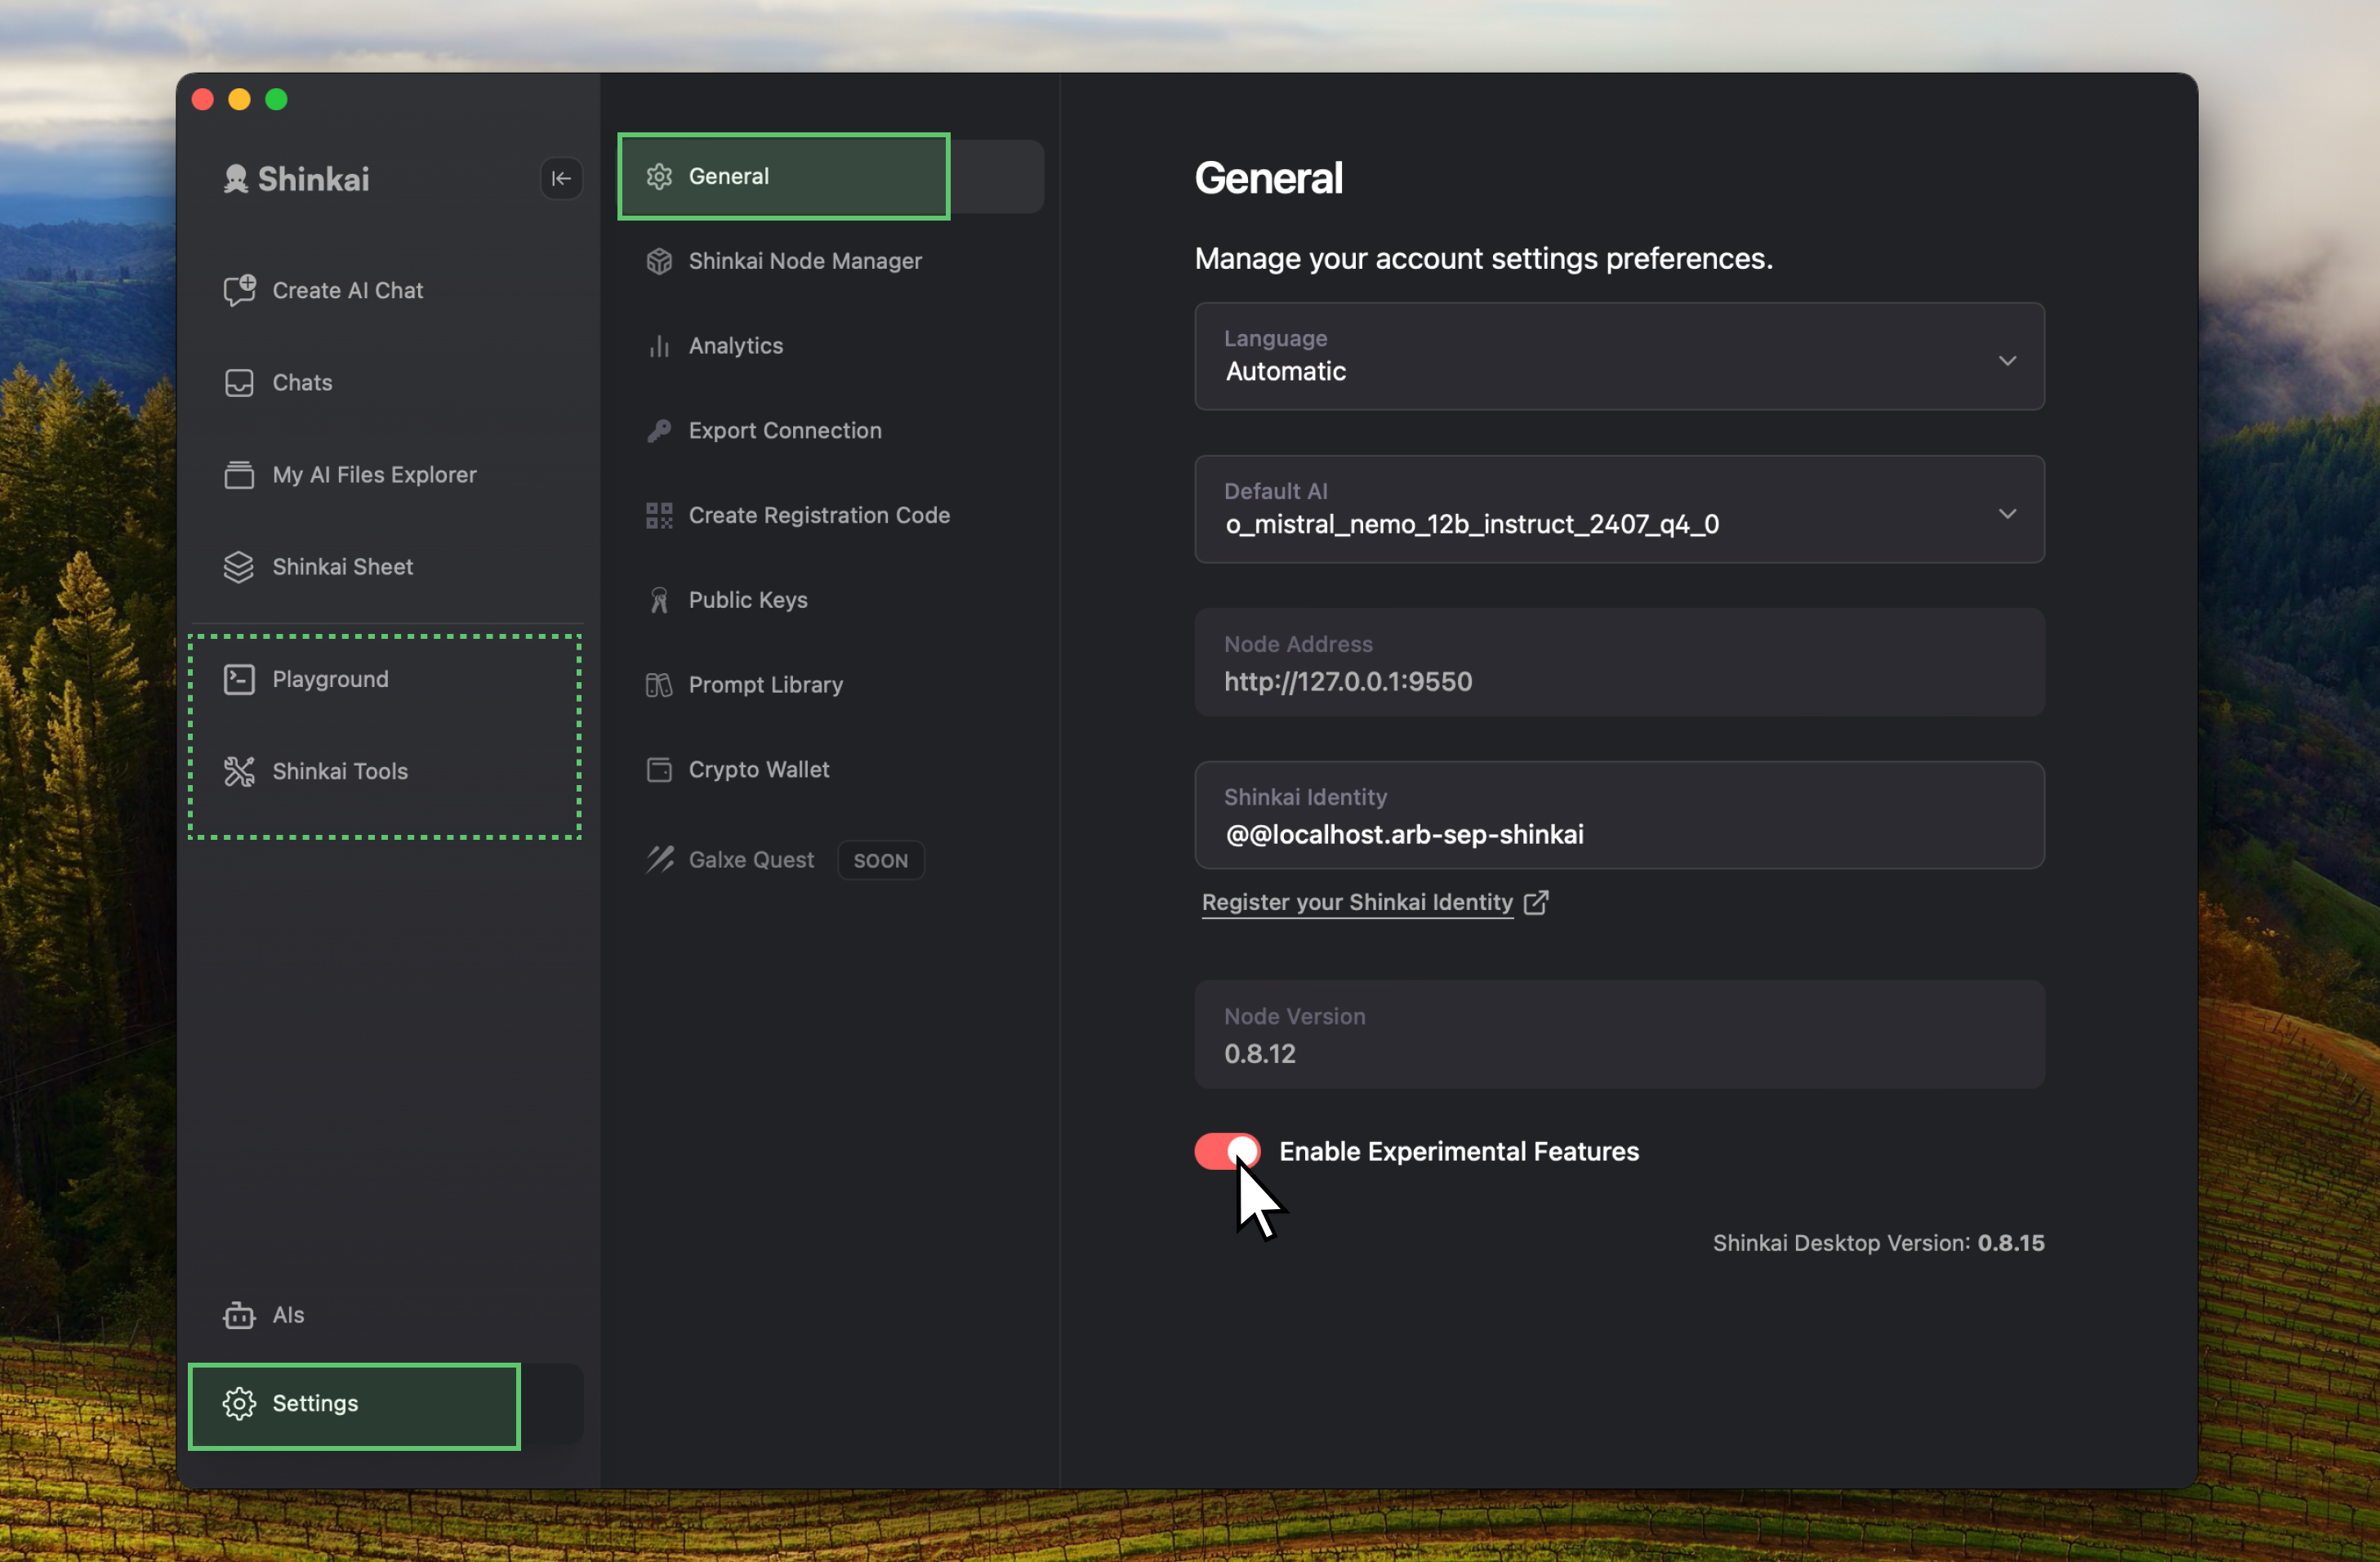 Shinkai
Create AI Chat
Chats
My AI Files Explorer
Shinkai Sheet
Playground
Shinkai Tools
AIs
Settings
General
Shinkai Node Manager
Analytics
Export Connection
Create Registration Code
Public Keys
Prompt Library
Crypto Wallet
Galxe Quest SOON
General
Manage your account settings preferences.
Language
Automatic
Default AI
o_mistral_nemo_12b_instruct_2407_q4_0
Node Address
http://127.0.0.1:9550
Shinkai Identity
@@localhost.arb-sep-shinkai
Register your Shinkai Identity
Node Version
0.8.12
Enable Experimental Features
Shinkai Desktop Version: 0.8.15